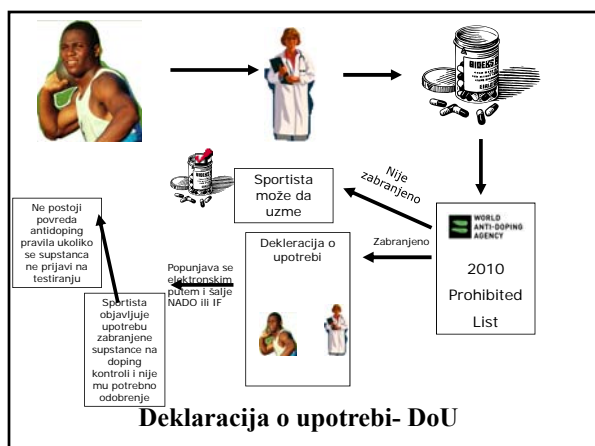 Nije
zabranjeno
Sportista
može da
uzme
WORLD
ANTI-DOPING
AGENCY
2010
Prohibited
List
Zabranjeno
Dekleracija o
upotrebi
Popunjava se
elektronskim
putem i šalje
NADO ili IF
Sportista
objavljuje
upotrebu
zabranjene
supstance na
doping
kontroli i nije
mu potrebno
odobrenje
Ne postoji
povreda
antidoping
pravila ukoliko
se supstanca
ne prijavi na
testiranju
Deklaracija o upotrebi- DoU